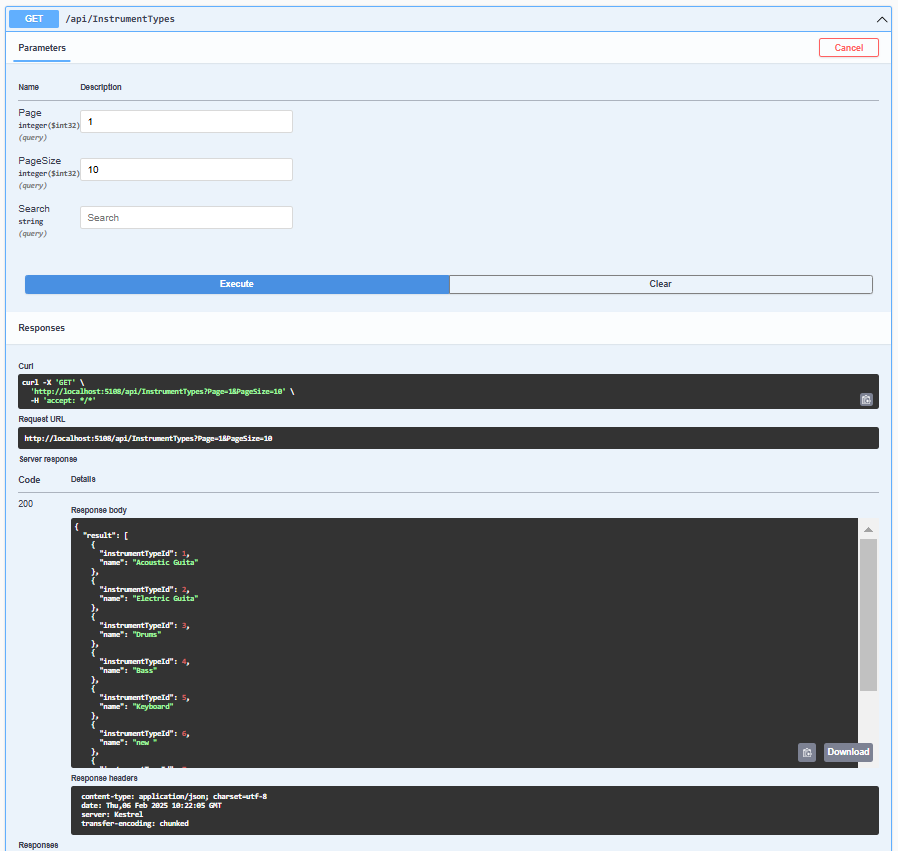 GET /api/InstrumentTypes
Parameters
Cancel
Name Description
Page
integer($int32)
(query)
1
PageSize
integer($int32)
(query)
10
Search
string
(query)
Search
Execute Clear
Responses
Curl
curl -X 'GET' \
'http://localhost:5108/api/InstrumentTypes?Page=1&PageSize=10' \
-H 'accept: */*'
Request URL
http://localhost:5108/api/InstrumentTypes?Page=1&PageSize=10
Server response
Code Details
200
Response body
{
"result": [
{
"instrumentTypeId": 1,
"name": "Acoustic Guita"
},
{
"instrumentTypeId": 2,
"name": "Electric Guita"
},
{
"instrumentTypeId": 3,
"name": "Drums"
},
{
"instrumentTypeId": 4,
"name": "Bass"
},
{
"instrumentTypeId": 5,
"name": "Keyboard"
},
{
"instrumentTypeId": 6,
"name": "new "
},
{
Download
Response headers
content-type: application/json; charset=utf-8
date: Thu,06 Feb 2025 10:22:05 GMT
server: Kestrel
transfer-encoding: chunked
Responses